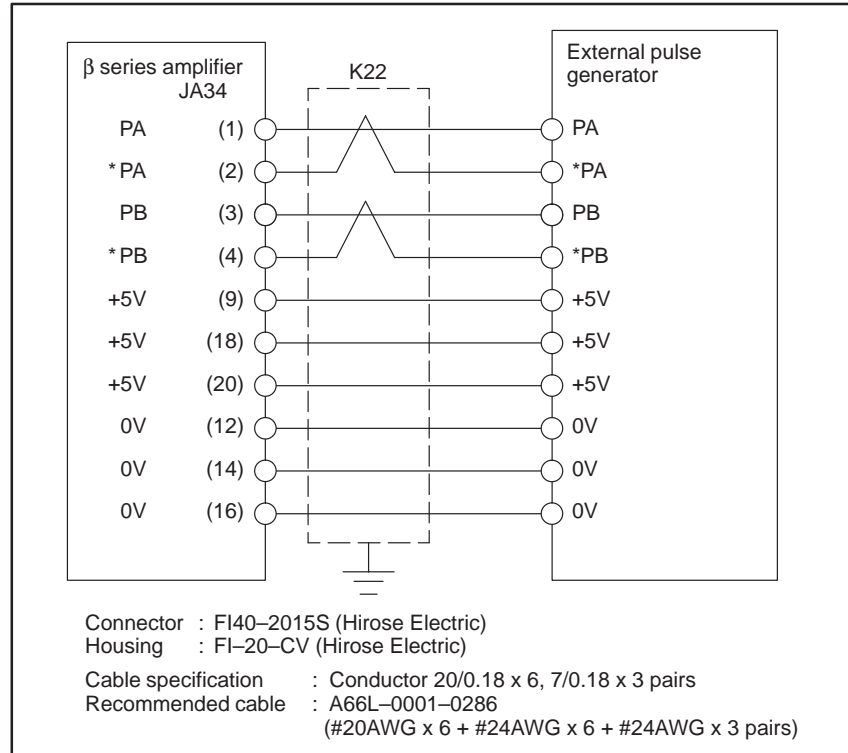 β series amplifier
JA34
K22
External pulse
generator
PA (1) PA
*PA (2) *PA
PB (3) PB
*PB (4) *PB
+5V (9) +5V
+5V (18) +5V
+5V (20) +5V
0V (12) 0V
0V (14) 0V
0V (16) 0V
Connector : FI40–2015S (Hirose Electric)
Housing : FI–20–CV (Hirose Electric)
Cable specification : Conductor 20/0.18 x 6, 7/0.18 x 3 pairs
Recommended cable : A66L–0001–0286
(#20AWG x 6 + #24AWG x 6 + #24AWG x 3 pairs)